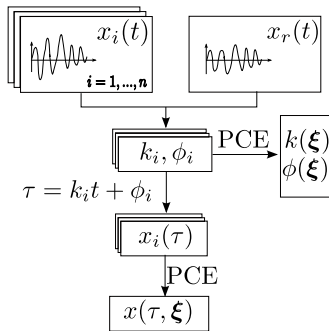 x_i(t)
x_r(t)
i = 1, ..., n
k_i, ϕ_i
PCE
k(ξ)
ϕ(ξ)
τ = k_i t + ϕ_i
x_i(τ)
PCE
x(τ, ξ)